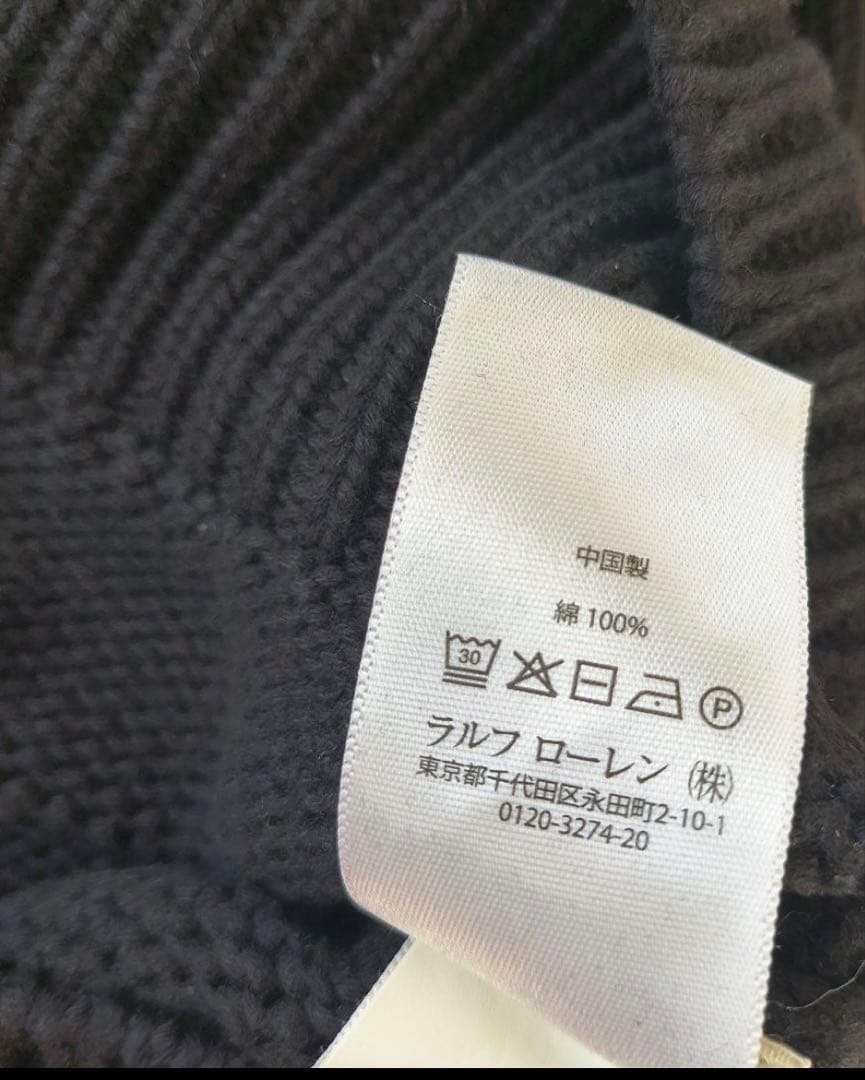 中国製
綿 100%
30 P
ラルフ ローレン (株)
東京都千代田区永田町2-10-1
0120-3274-20